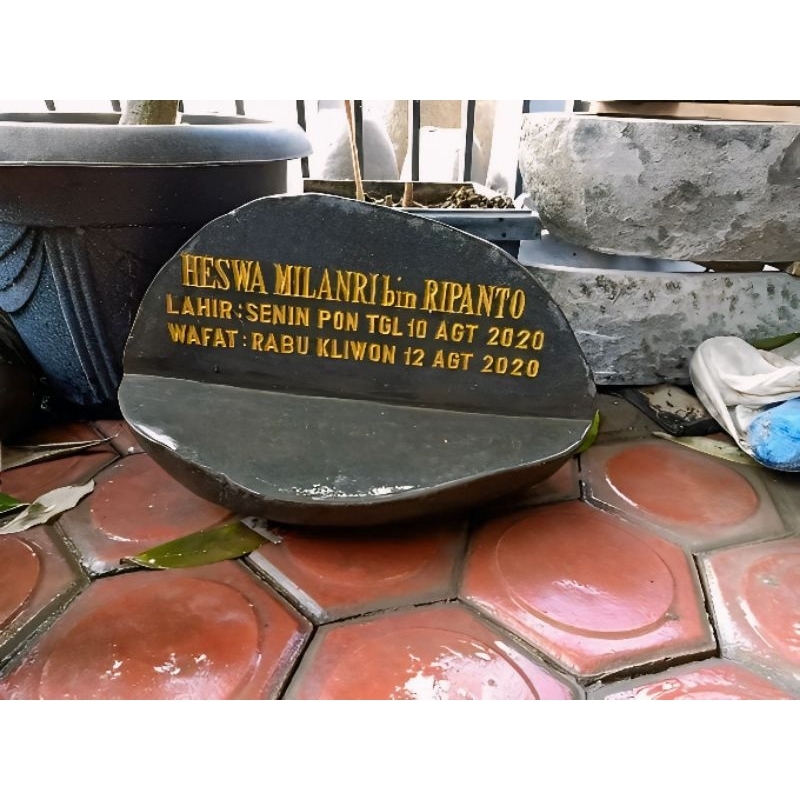 HESWA MILANRI bin RIPANTO
LAHIR : SENIN PON TGL 10 AGT 2020
WAFAT : RABU KLIWON 12 AGT 2020